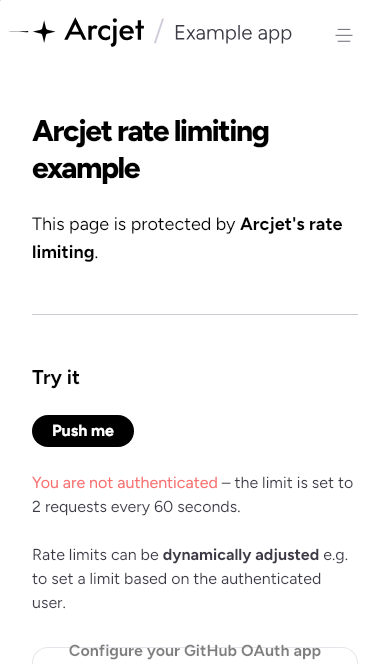 Arcjet / Example app
Arcjet rate limiting
example
This page is protected by Arcjet's rate
limiting.
Try it
Push me
You are not authenticated – the limit is set to
2 requests every 60 seconds.
Rate limits can be dynamically adjusted e.g.
to set a limit based on the authenticated
user.
Configure your GitHub OAuth app